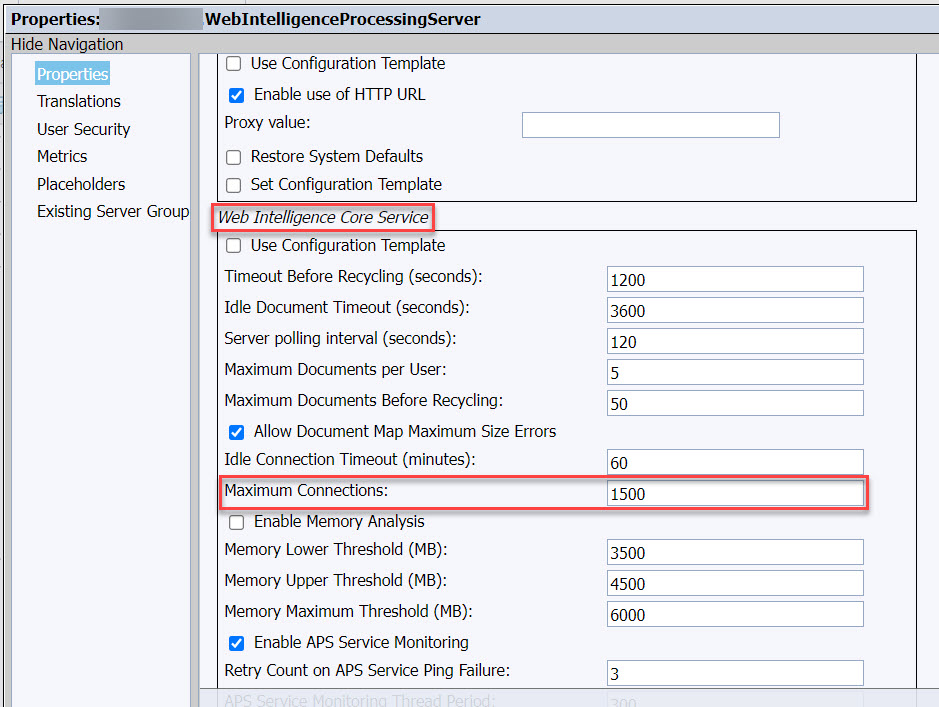 Properties: .WebIntelligenceProcessingServer
Hide Navigation
Properties
Translations
User Security
Metrics
Placeholders
Existing Server Group
Use Configuration Template
Enable use of HTTP URL
Proxy value:
Restore System Defaults
Set Configuration Template
Web Intelligence Core Service
Use Configuration Template
Timeout Before Recycling (seconds): 1200
Idle Document Timeout (seconds): 3600
Server polling interval (seconds): 120
Maximum Documents per User: 5
Maximum Documents Before Recycling: 50
Allow Document Map Maximum Size Errors
Idle Connection Timeout (minutes): 60
Maximum Connections: 1500
Enable Memory Analysis
Memory Lower Threshold (MB): 3500
Memory Upper Threshold (MB): 4500
Memory Maximum Threshold (MB): 6000
Enable APS Service Monitoring
Retry Count on APS Service Ping Failure: 3
APS Service Monitoring Thread Period: 300